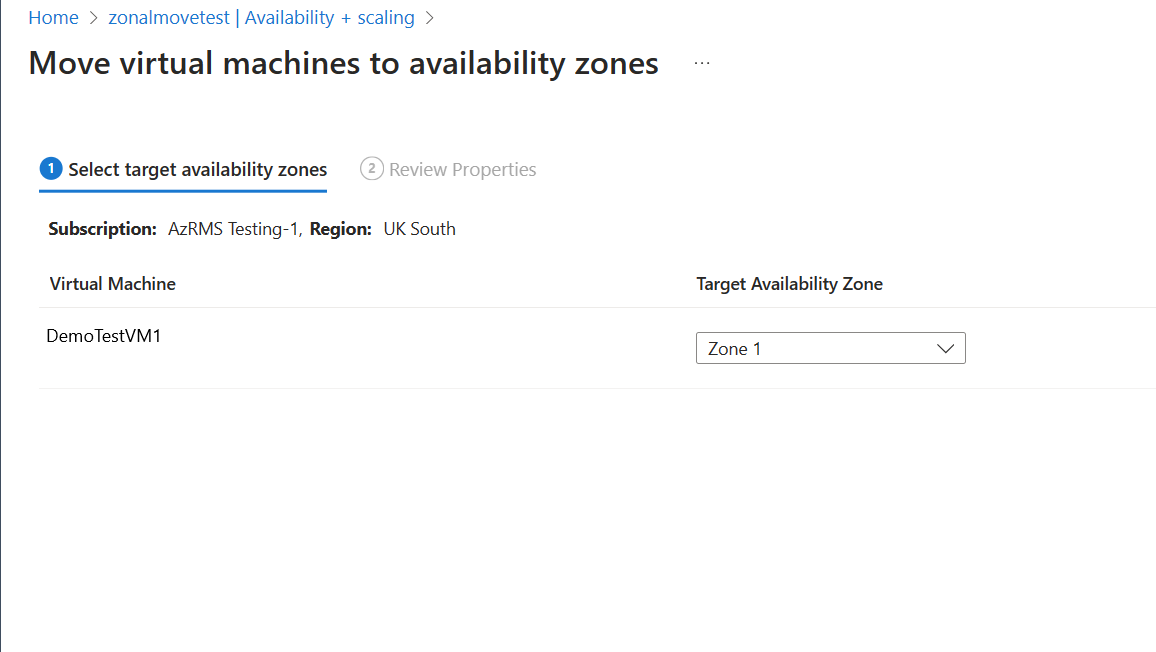 Home > zonalmovetest | Availability + scaling >
Move virtual machines to availability zones ...
1 Select target availability zones 2 Review Properties
Subscription: AzRMS Testing-1, Region: UK South
Virtual Machine Target Availability Zone
DemoTestVM1
Zone 1